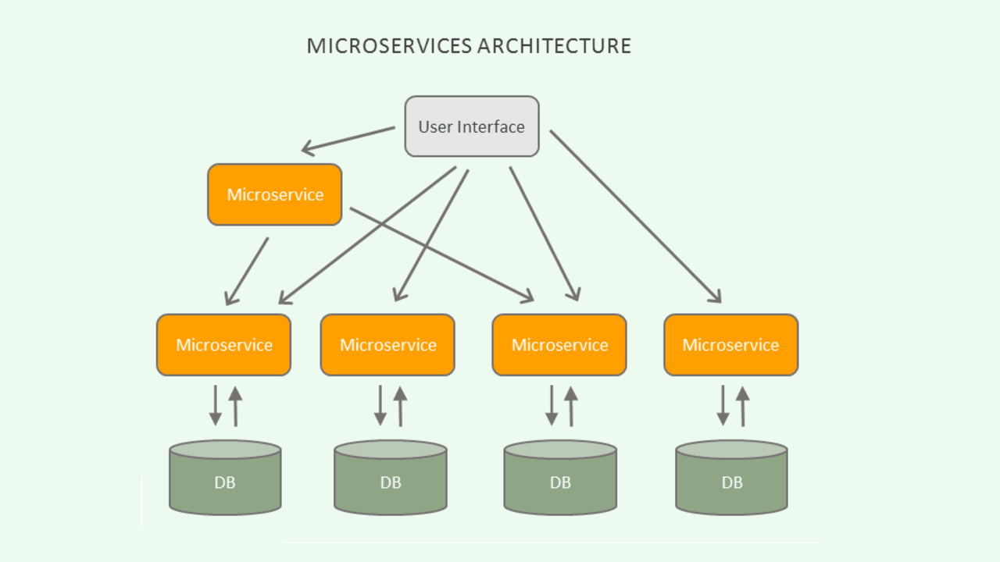 MICROSERVICES ARCHITECTURE
User Interface
Microservice
Microservice
Microservice
Microservice
Microservice
DB
DB
DB
DB